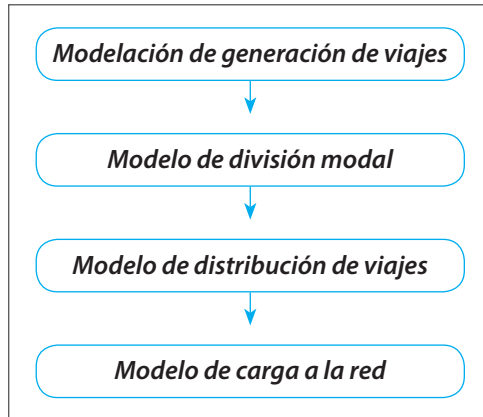 Modelación de generación de viajes
Modelo de división modal
Modelo de distribución de viajes
Modelo de carga a la red